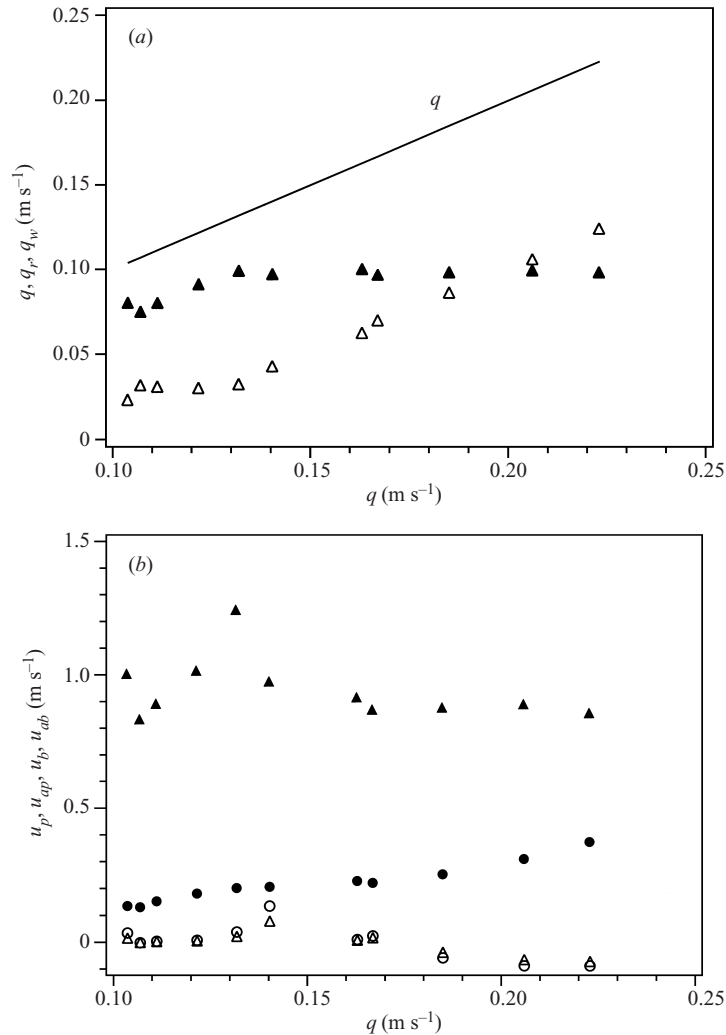 (a)
0.25
0.20
0.15
0.10
0.05
0
q
q, q_r, q_w (m s⁻¹)
0.10 0.15 0.20 0.25
q (m s⁻¹)
(b)
1.5
1.0
0.5
0
u_p, u_ap, u_b, u_ab (m s⁻¹)
0.10 0.15 0.20 0.25
q (m s⁻¹)